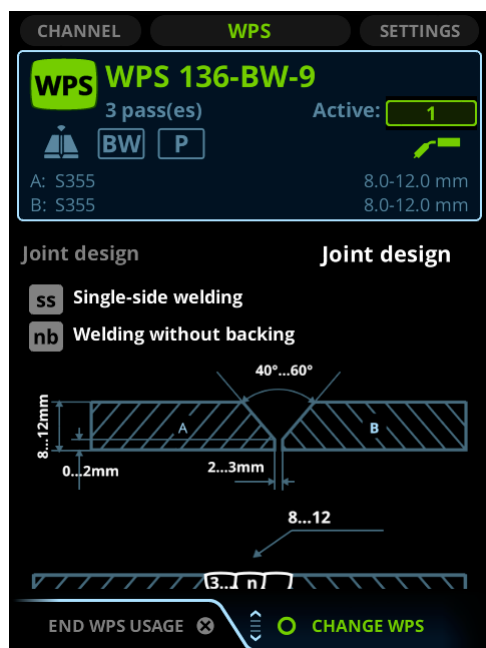 CHANNEL
WPS
SETTINGS
WPS
WPS 136-BW-9
3 pass(es)
Active: 1
BW
P
A: S355
8.0-12.0 mm
B: S355
8.0-12.0 mm
Joint design
Joint design
ss Single-side welding
nb Welding without backing
40°...60°
8...12mm
A
B
0...2mm
2...3mm
8...12
3...
n
END WPS USAGE
CHANGE WPS